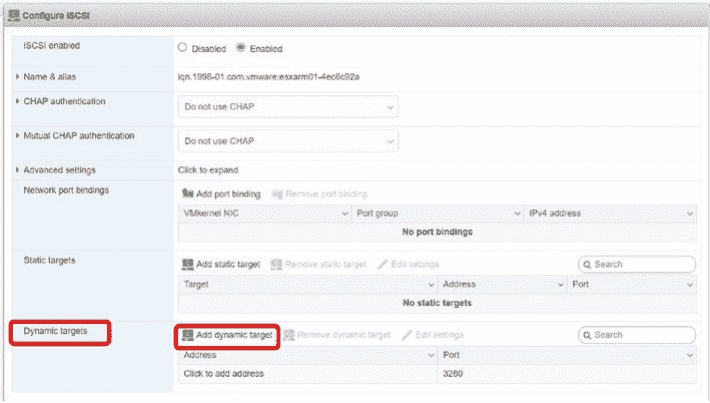 Configure iSCSI
iSCSI enabled
Disabled Enabled
Name & alias
iqn.1998-01.com.vmware:esxarm01-4ec6c92a
CHAP authentication
Do not use CHAP
Mutual CHAP authentication
Do not use CHAP
Advanced settings
Click to expand
Network port bindings
Add port binding Remove port binding
VMkernel NIC Port group IPv4 address
No port bindings
Static targets
Add static target Remove static target Edit settings Search
Target Address Port
No static targets
Dynamic targets
Add dynamic target Remove dynamic target Edit settings Search
Address Port
Click to add address 3260